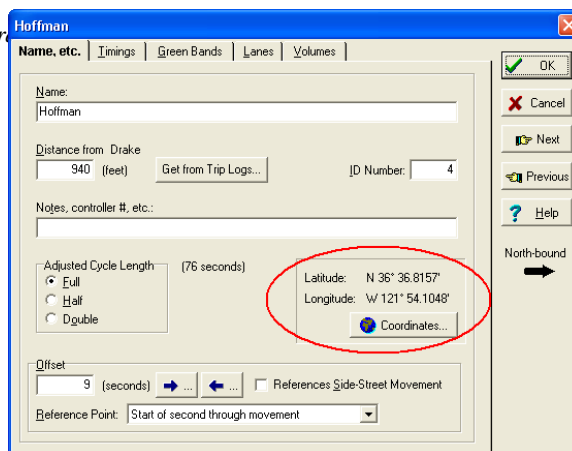 Hoffman
Name, etc. Timings Green Bands Lanes Volumes
OK
Cancel
Next
Previous
Help
North-bound
Name:
Hoffman
Distance from Drake
940 (feet) Get from Trip Logs... ID Number: 4
Notes, controller #, etc.:
Adjusted Cycle Length (76 seconds)
Full
Half
Double
Latitude: N 36° 36.8157'
Longitude: W 121° 54.1048'
Coordinates...
Offset
9 (seconds) ... ... References Side-Street Movement
Reference Point: Start of second through movement